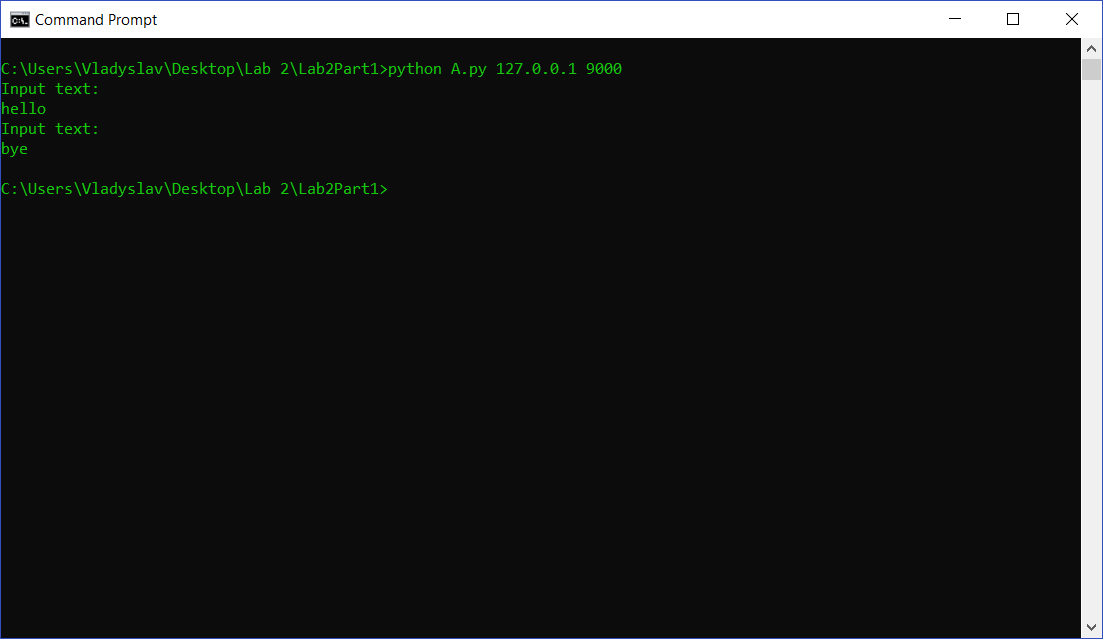 Command Prompt
C:\Users\Vladyslav\Desktop\Lab 2\Lab2Part1>python A.py 127.0.0.1 9000
Input text:
hello
Input text:
bye
C:\Users\Vladyslav\Desktop\Lab 2\Lab2Part1>